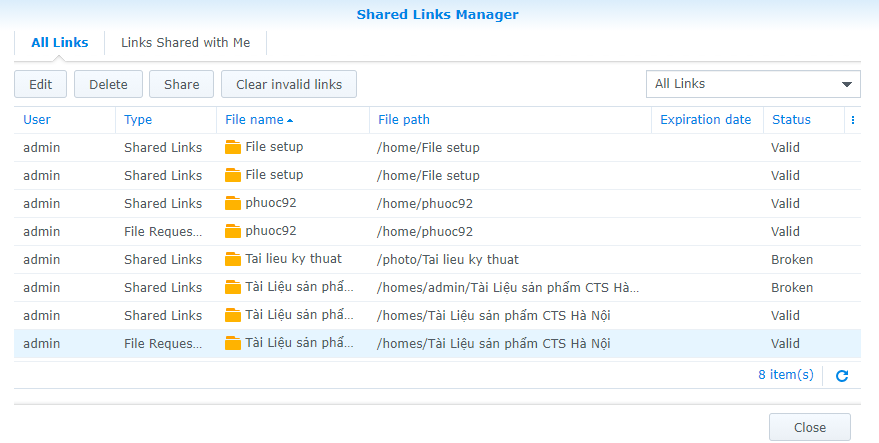 Shared Links Manager
All Links Links Shared with Me
Edit Delete Share Clear invalid links All Links
User Type File name File path Expiration date Status
admin Shared Links File setup /home/File setup Valid
admin Shared Links File setup /home/File setup Valid
admin Shared Links phuoc92 /home/phuoc92 Valid
admin File Reques... phuoc92 /home/phuoc92 Valid
admin Shared Links Tai lieu ky thuat /photo/Tai lieu ky thuat Broken
admin Shared Links Tài Liệu sản phẩ... /homes/admin/Tài Liệu sản phẩm CTS Hà... Broken
admin Shared Links Tài Liệu sản phẩ... /homes/Tài Liệu sản phẩm CTS Hà Nội Valid
admin File Reques... Tài Liệu sản phẩ... /homes/Tài Liệu sản phẩm CTS Hà Nội Valid
8 item(s)
Close